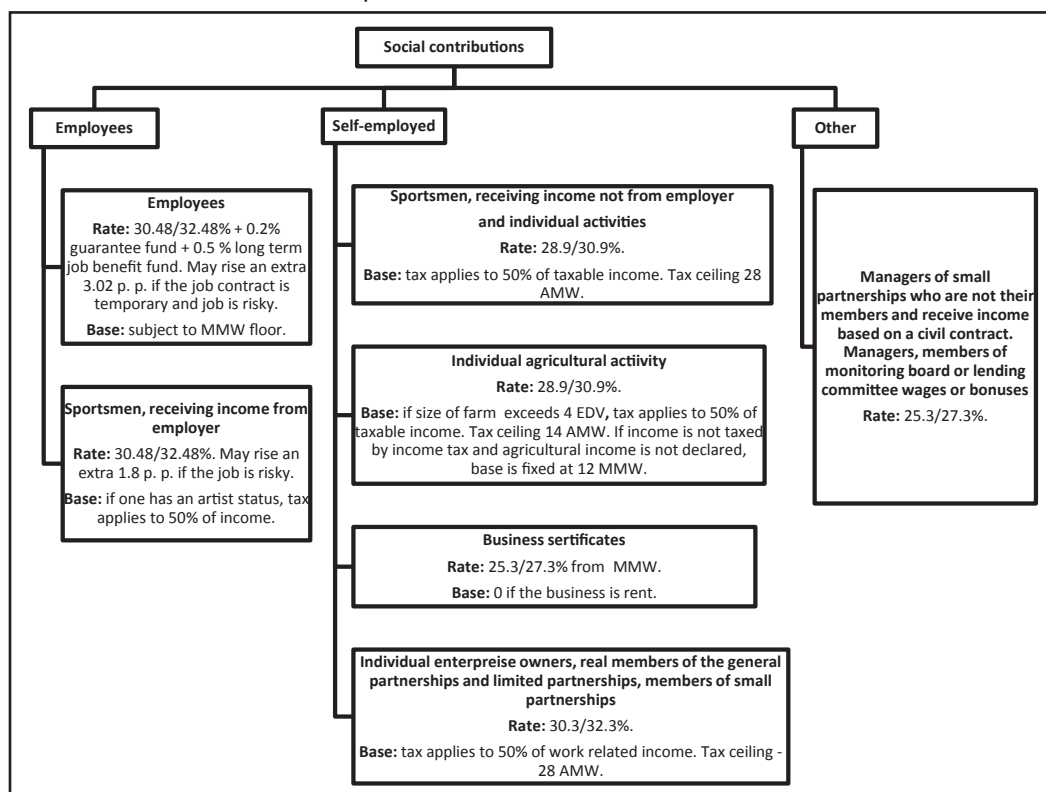 Social contributions
Employees
Employees
Rate: 30.48/32.48% + 0.2%
guarantee fund + 0.5 % long term
job benefit fund. May rise an extra
3.02 p. p. if the job contract is
temporary and job is risky.
Base: subject to MMW floor.
Sportsmen, receiving income from
employer
Rate: 30.48/32.48%. May rise an
extra 1.8 p. p. if the job is risky.
Base: if one has an artist status, tax
applies to 50% of income.
Self-employed
Sportsmen, receiving income not from employer
and individual activities
Rate: 28.9/30.9%.
Base: tax applies to 50% of taxable income. Tax ceiling 28
AMW.
Individual agricultural activity
Rate: 28.9/30.9%.
Base: if size of farm exceeds 4 EDV, tax applies to 50% of
taxable income. Tax ceiling 14 AMW. If income is not taxed
by income tax and agricultural income is not declared,
base is fixed at 12 MMW.
Business sertificates
Rate: 25.3/27.3% from MMW.
Base: 0 if the business is rent.
Individual enterpreise owners, real members of the general
partnerships and limited partnerships, members of small
partnerships
Rate: 30.3/32.3%.
Base: tax applies to 50% of work related income. Tax ceiling -
28 AMW.
Other
Managers of small
partnerships who are not their
members and receive income
based on a civil contract.
Managers, members of
monitoring board or lending
committee wages or bonuses
Rate: 25.3/27.3%.